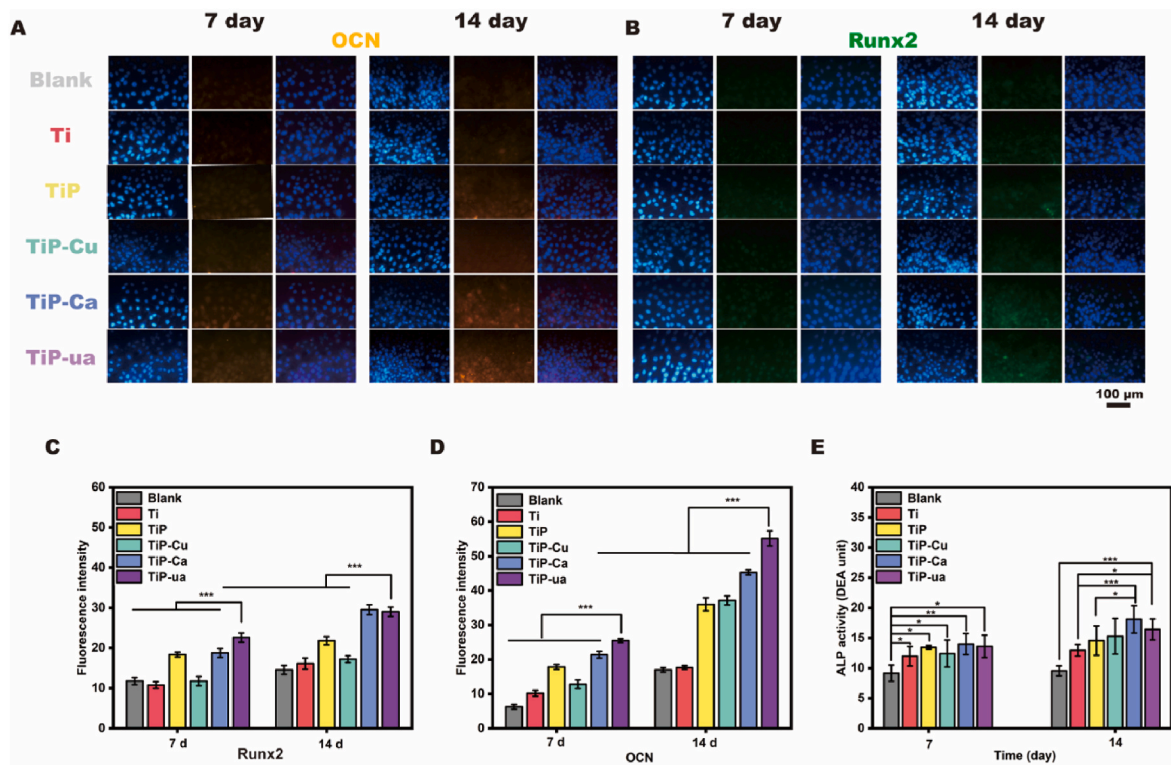 A
7 day
14 day
OCN
B
7 day
14 day
Runx2
Blank
Ti
TiP
TiP-Cu
TiP-Ca
TiP-ua
100 µm
C
Fluorescence intensity
60
50
40
30
20
10
0
Blank
Ti
TiP
TiP-Cu
TiP-Ca
TiP-ua
***
***
7 d
14 d
Runx2
D
Fluorescence intensity
70
60
50
40
30
20
10
0
Blank
Ti
TiP
TiP-Cu
TiP-Ca
TiP-ua
***
***
7 d
14 d
OCN
E
ALP activity (DEA unit)
40
35
30
25
20
15
10
5
0
Blank
Ti
TiP
TiP-Cu
TiP-Ca
TiP-ua
*
**
*
*
*
***
*
***
*
7
14
Time (day)